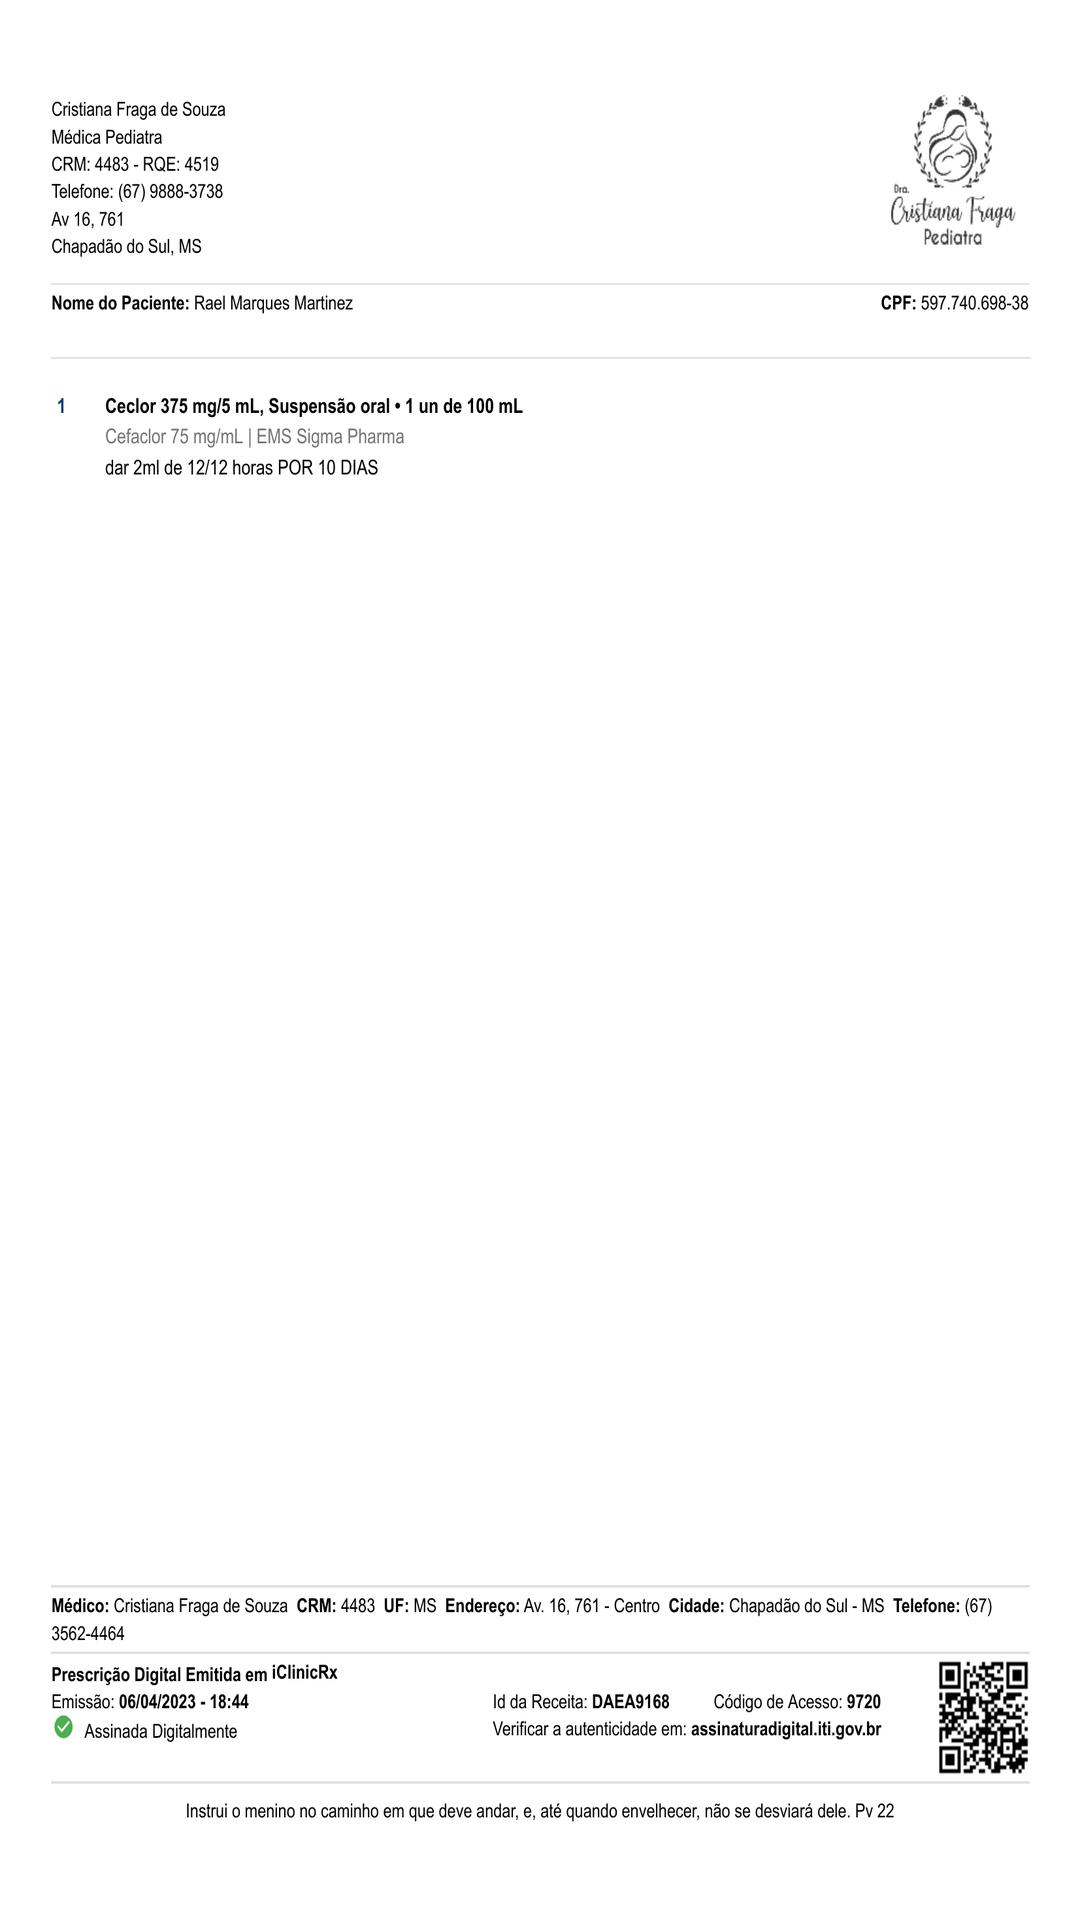 Cristiana Fraga de Souza
Médica Pediatra
CRM: 4483 - RQE: 4519
Telefone: (67) 9888-3738
Av 16, 761
Chapadão do Sul, MS
Dra.
Cristiana Fraga
Pediatra
Nome do Paciente: Rael Marques Martinez CPF: 597.740.698-38
1 Ceclor 375 mg/5 mL, Suspensão oral • 1 un de 100 mL
Cefaclor 75 mg/mL | EMS Sigma Pharma
dar 2ml de 12/12 horas POR 10 DIAS
Médico: Cristiana Fraga de Souza CRM: 4483 UF: MS Endereço: Av. 16, 761 - Centro Cidade: Chapadão do Sul - MS Telefone: (67)
3562-4464
Prescrição Digital Emitida em iClinicRx
Emissão: 06/04/2023 - 18:44 Id da Receita: DAEA9168 Código de Acesso: 9720
Assinada Digitalmente Verificar a autenticidade em: assinaturadigital.iti.gov.br
Instrui o menino no caminho em que deve andar, e, até quando envelhecer, não se desviará dele. Pv 22